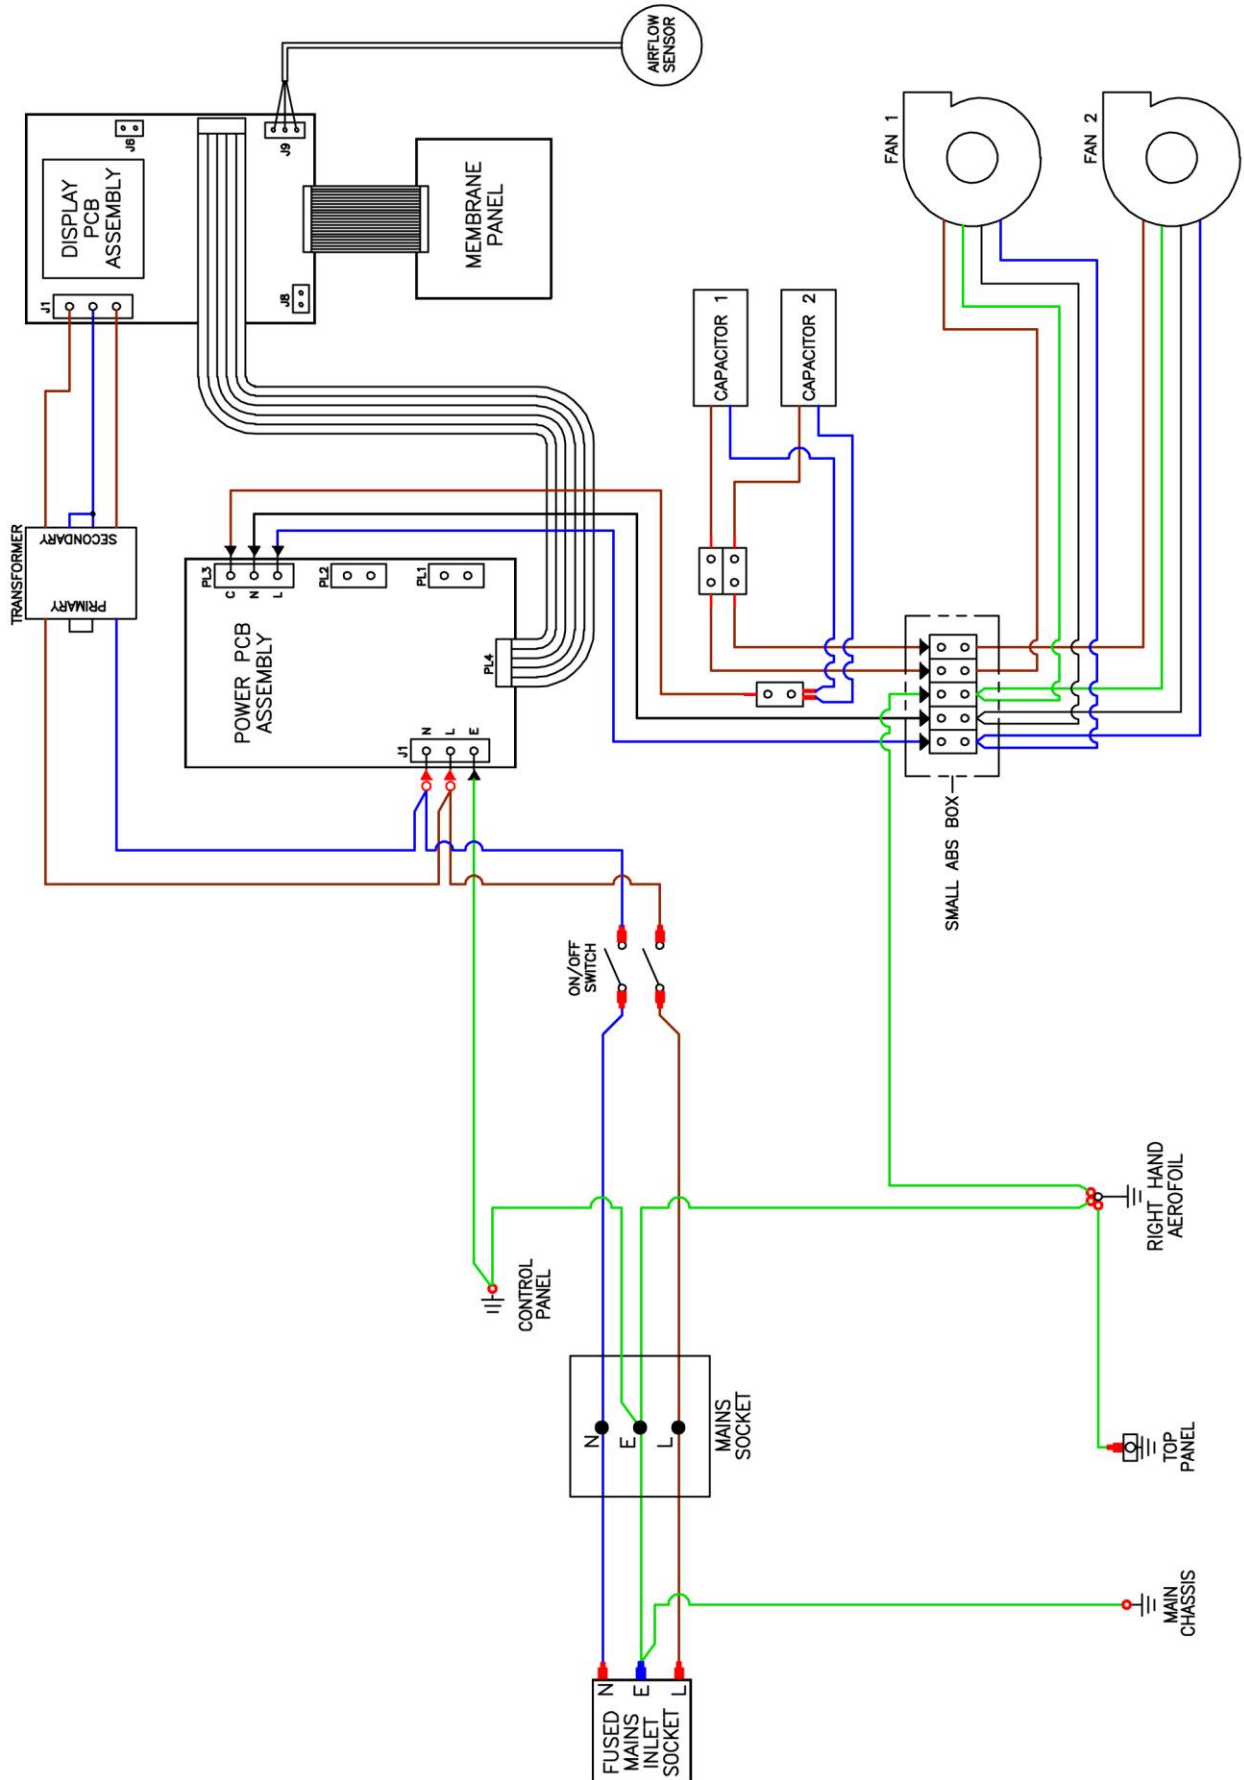 AIRFLOW
SENSOR
DISPLAY
PCB
ASSEMBLY
J6
J9
J8
J1
MEMBRANE
PANEL
FAN 1
FAN 2
CAPACITOR 1
CAPACITOR 2
TRANSFORMER
SECONDARY
PRIMARY
POWER PCB
ASSEMBLY
PL3
C
N
L
PL2
PL1
PL4
J1
N
L
E
SMALL ABS BOX
ON/OFF
SWITCH
CONTROL
PANEL
RIGHT HAND
AEROFOIL
MAINS
SOCKET
N
E
L
TOP
PANEL
MAIN
CHASSIS
FUSED
MAINS
INLET
SOCKET
N
E
L